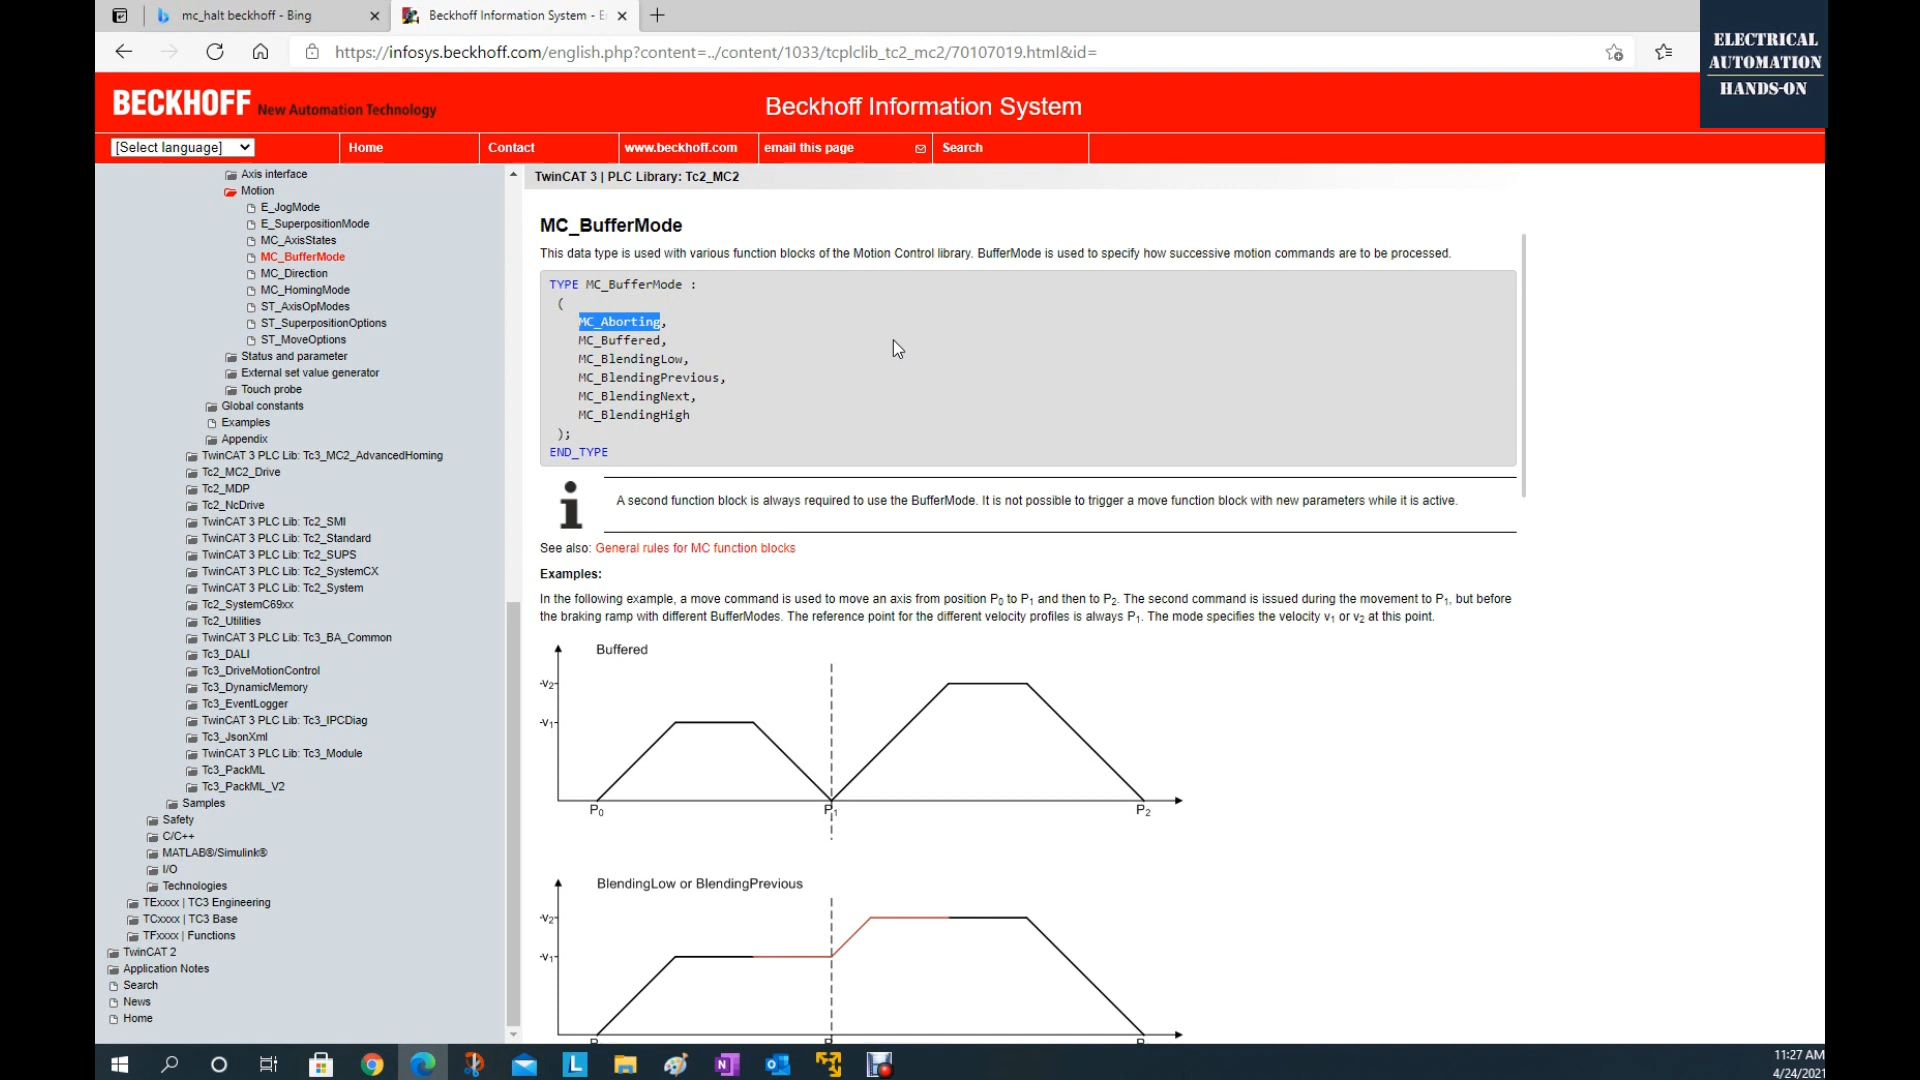 mc_halt beckhoff - Bing
Beckhoff Information System - E
https://infosys.beckhoff.com/english.php?content=../content/1033/tcplclib_tc2_mc2/70107019.html&id=
ELECTRICAL
AUTOMATION
HANDS-ON
BECKHOFF New Automation Technology
Beckhoff Information System
[Select language]
Home
Contact
www.beckhoff.com
email this page
Search
Axis interface
Motion
E_JogMode
E_SuperpositionMode
MC_AxisStates
MC_BufferMode
MC_Direction
MC_HomingMode
ST_AxisOpModes
ST_SuperpositionOptions
ST_MoveOptions
Status and parameter
External set value generator
Touch probe
Global constants
Examples
Appendix
TwinCAT 3 PLC Lib: Tc3_MC2_AdvancedHoming
Tc2_MC2_Drive
Tc2_MDP
Tc2_NcDrive
TwinCAT 3 PLC Lib: Tc2_SMI
TwinCAT 3 PLC Lib: Tc2_Standard
TwinCAT 3 PLC Lib: Tc2_SUPS
TwinCAT 3 PLC Lib: Tc2_SystemCX
TwinCAT 3 PLC Lib: Tc2_System
Tc2_SystemC69xx
Tc2_Utilities
TwinCAT 3 PLC Lib: Tc3_BA_Common
Tc3_DALI
Tc3_DriveMotionControl
Tc3_DynamicMemory
Tc3_EventLogger
TwinCAT 3 PLC Lib: Tc3_IPCDiag
Tc3_JsonXml
TwinCAT 3 PLC Lib: Tc3_Module
Tc3_PackML
Tc3_PackML_V2
Samples
Safety
C/C++
MATLAB®/Simulink®
I/O
Technologies
TExxxx | TC3 Engineering
TCxxxx | TC3 Base
TFxxxx | Functions
TwinCAT 2
Application Notes
Search
News
Home
TwinCAT 3 | PLC Library: Tc2_MC2
MC_BufferMode
This data type is used with various function blocks of the Motion Control library. BufferMode is used to specify how successive motion commands are to be processed.
TYPE MC_BufferMode :
(
MC_Aborting,
MC_Buffered,
MC_BlendingLow,
MC_BlendingPrevious,
MC_BlendingNext,
MC_BlendingHigh
);
END_TYPE
A second function block is always required to use the BufferMode. It is not possible to trigger a move function block with new parameters while it is active.
See also: General rules for MC function blocks
Examples:
In the following example, a move command is used to move an axis from position P0 to P1 and then to P2. The second command is issued during the movement to P1, but before
the braking ramp with different BufferModes. The reference point for the different velocity profiles is always P1. The mode specifies the velocity v1 or v2 at this point.
Buffered
-v2
-v1
P0 P1 P2
BlendingLow or BlendingPrevious
-v2
-v1
11:27 AM
4/24/2021